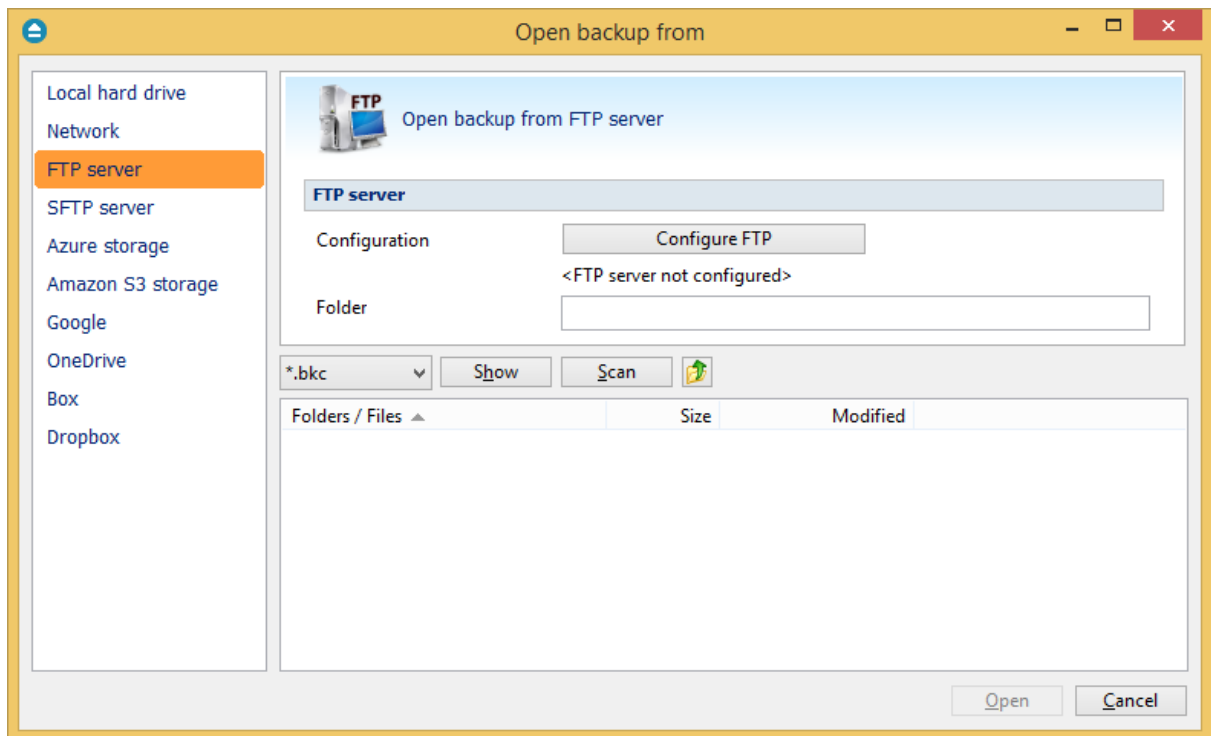 Open backup from
Local hard drive
Network
FTP server
SFTP server
Azure storage
Amazon S3 storage
Google
OneDrive
Box
Dropbox
FTP
Open backup from FTP server
FTP server
Configuration
Configure FTP
<FTP server not configured>
Folder
*.bkc
Show
Scan
Folders / Files
Size
Modified
Open
Cancel